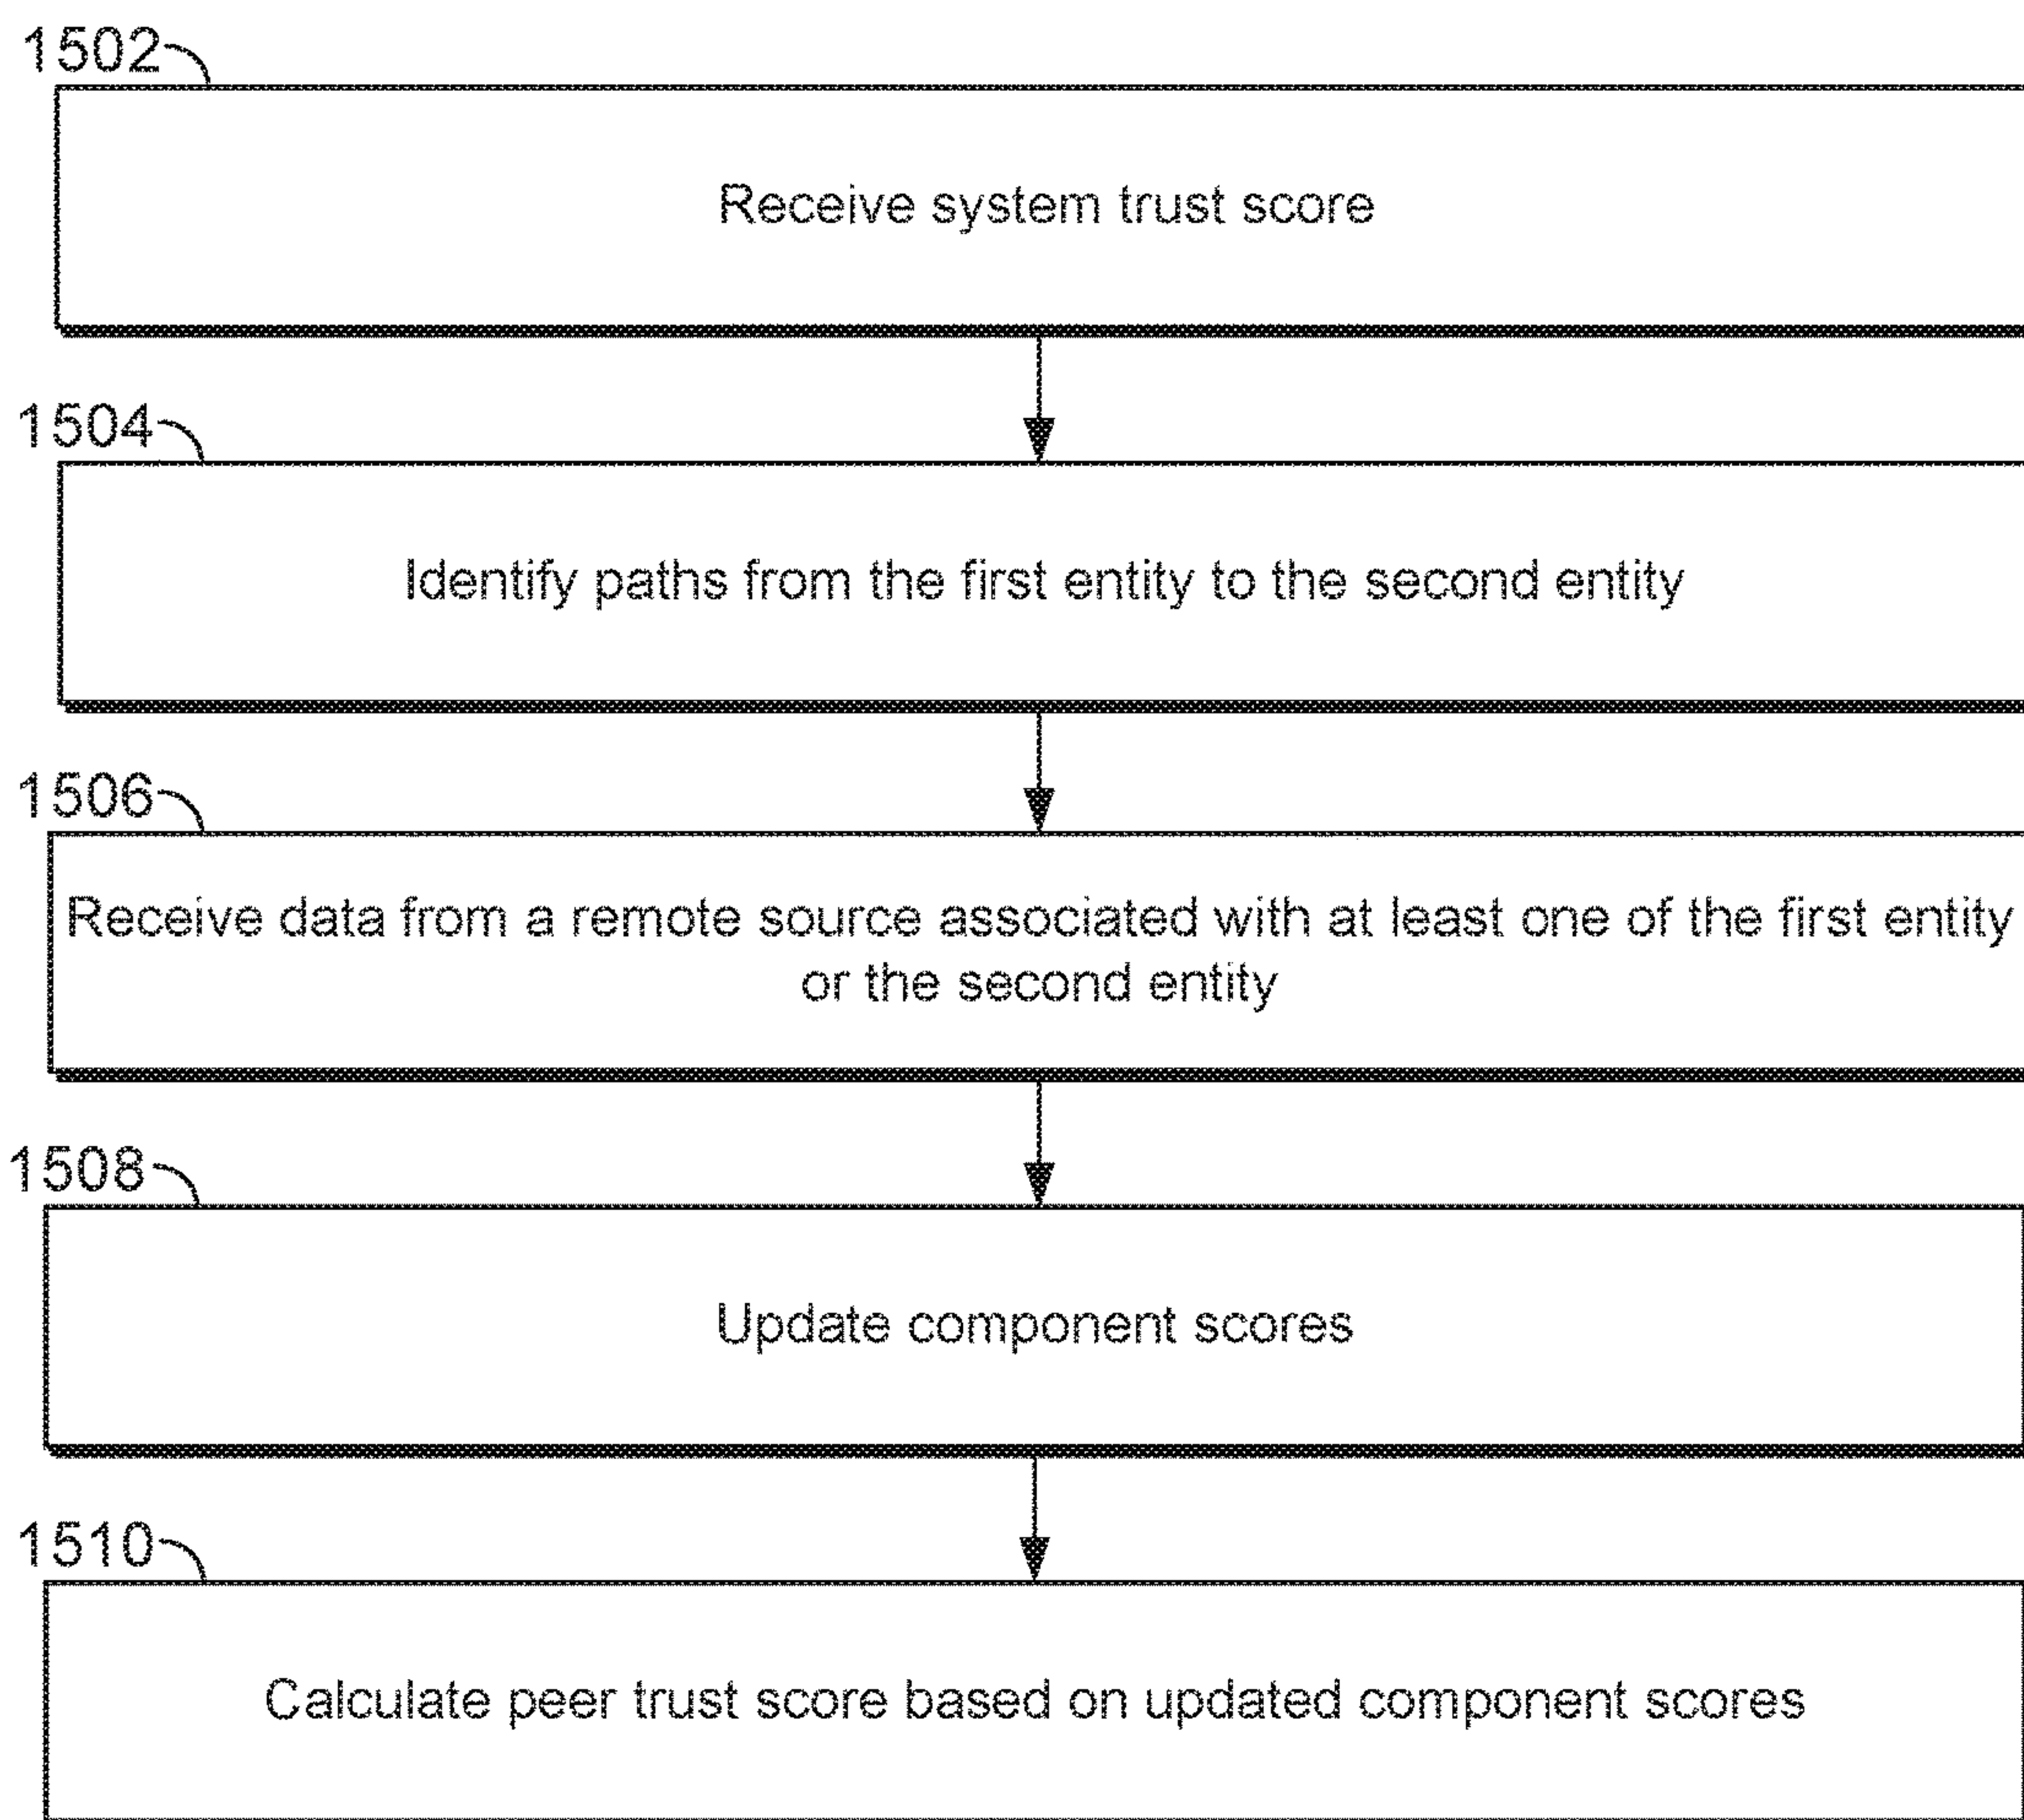 1502
Receive system trust score
1504
Identify paths from the first entity to the second entity
1506
Receive data from a remote source associated with at least one of the first entity
or the second entity
1508
Update component scores
1510
Calculate peer trust score based on updated component scores